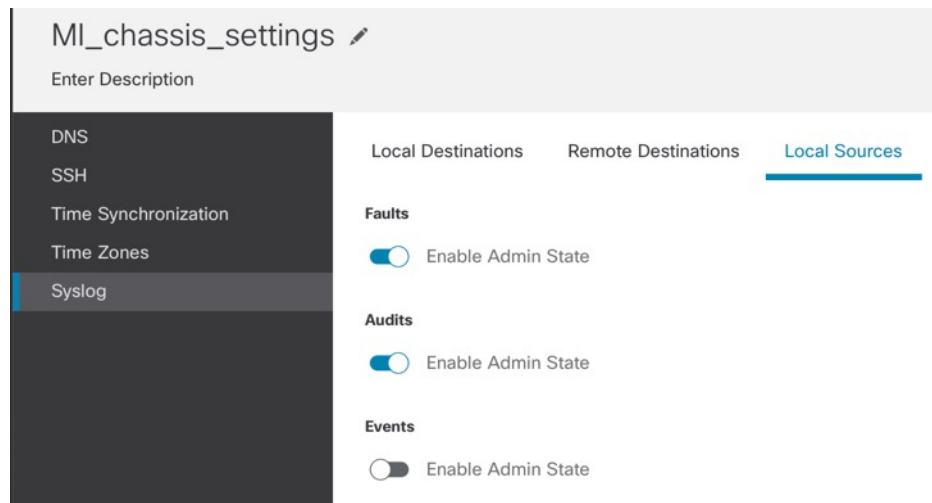 MI_chassis_settings
Enter Description
DNS
SSH
Time Synchronization
Time Zones
Syslog
Local Destinations Remote Destinations Local Sources
Faults
Enable Admin State
Audits
Enable Admin State
Events
Enable Admin State